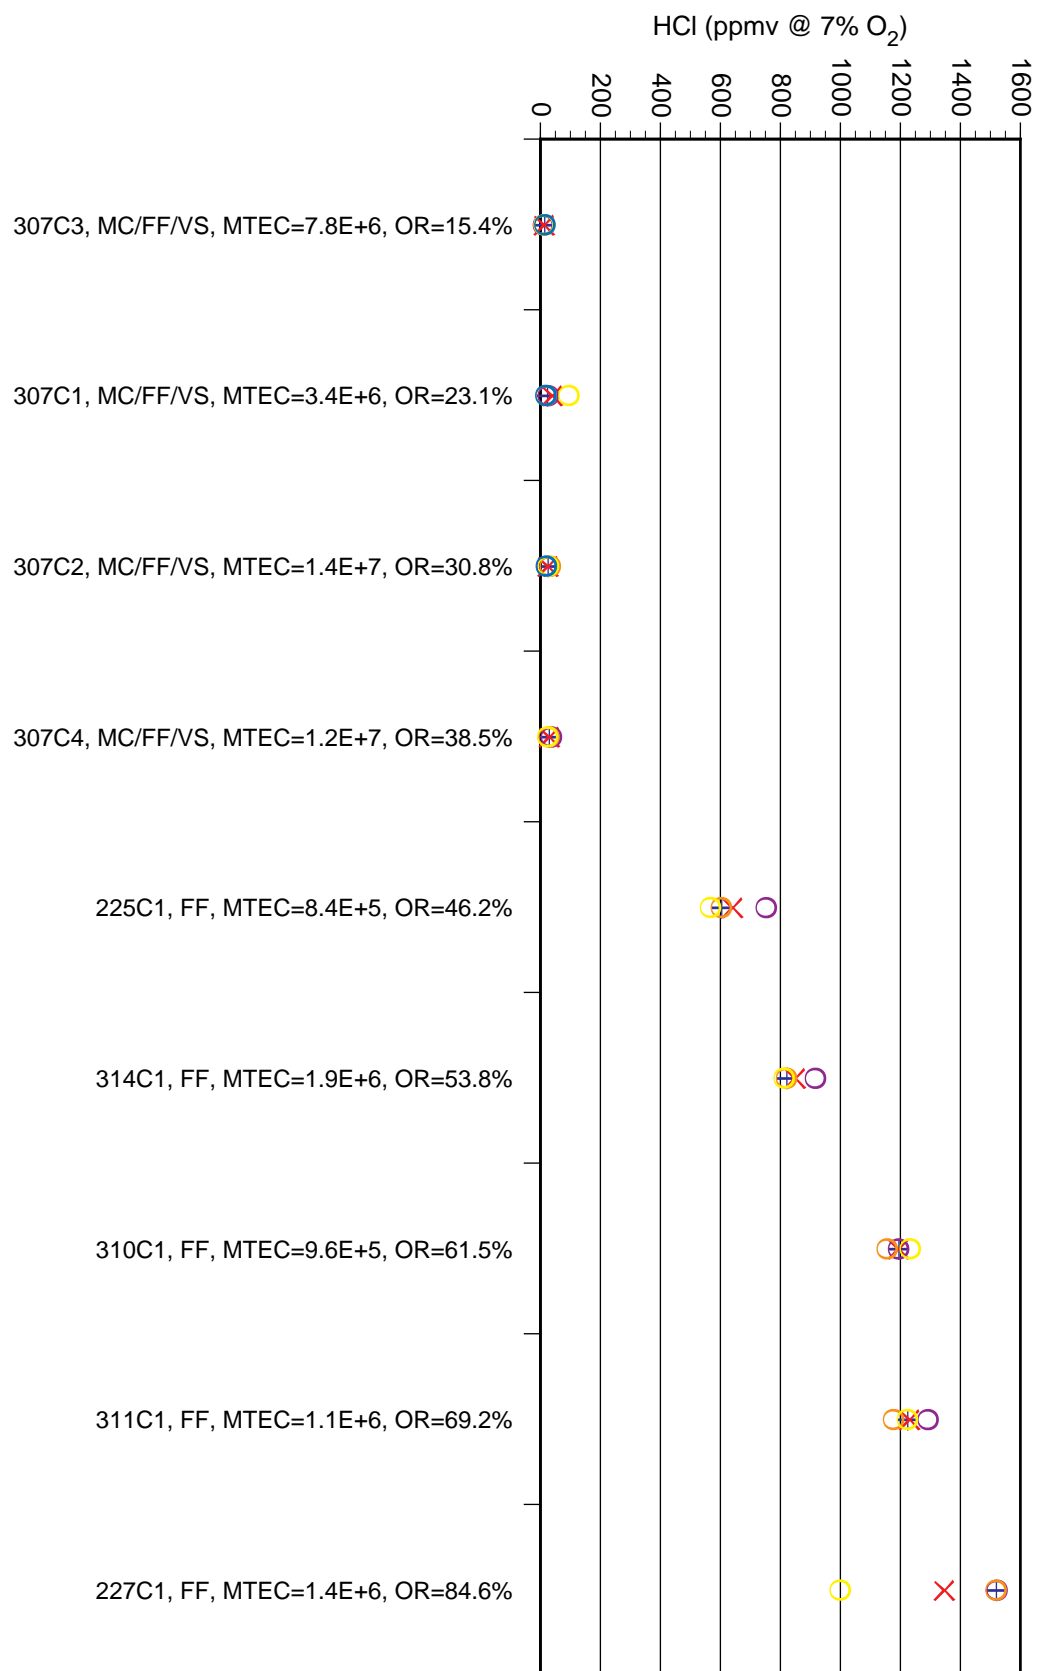 HCl (ppmv @ 7% O2)
0
200
400
600
800
1000
1200
1400
1600
307C3, MC/FF/VS, MTEC=7.8E+6, OR=15.4%
307C1, MC/FF/VS, MTEC=3.4E+6, OR=23.1%
307C2, MC/FF/VS, MTEC=1.4E+7, OR=30.8%
307C4, MC/FF/VS, MTEC=1.2E+7, OR=38.5%
225C1, FF, MTEC=8.4E+5, OR=46.2%
314C1, FF, MTEC=1.9E+6, OR=53.8%
310C1, FF, MTEC=9.6E+5, OR=61.5%
311C1, FF, MTEC=1.1E+6, OR=69.2%
227C1, FF, MTEC=1.4E+6, OR=84.6%